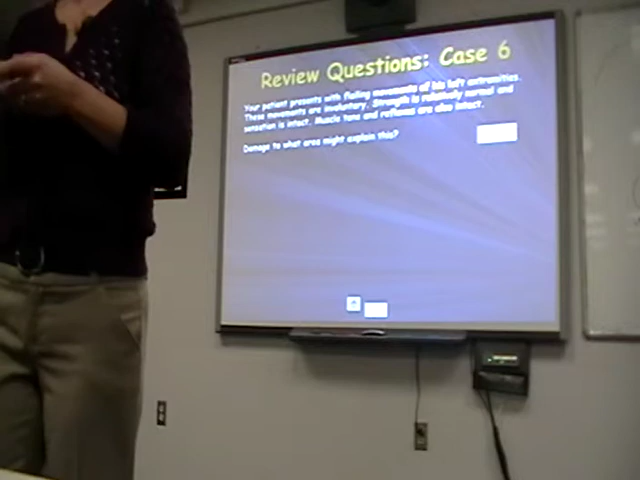 Review Questions: Case 6
Your patient presents with flailing movements of his left extremities.
These movements are involuntary. Strength is relatively normal and
sensation is intact. Muscle tone and reflexes are also intact.
Damage to what area might explain this?